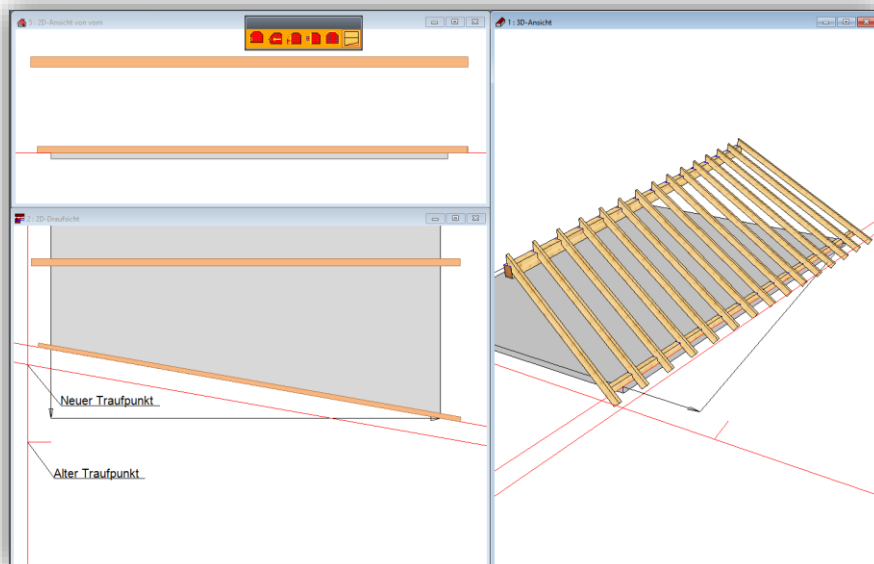 5 : 2D-Ansicht von vorn
1 : 3D-Ansicht
2 : 2D-Draufsicht
Neuer Traufpunkt
Alter Traufpunkt